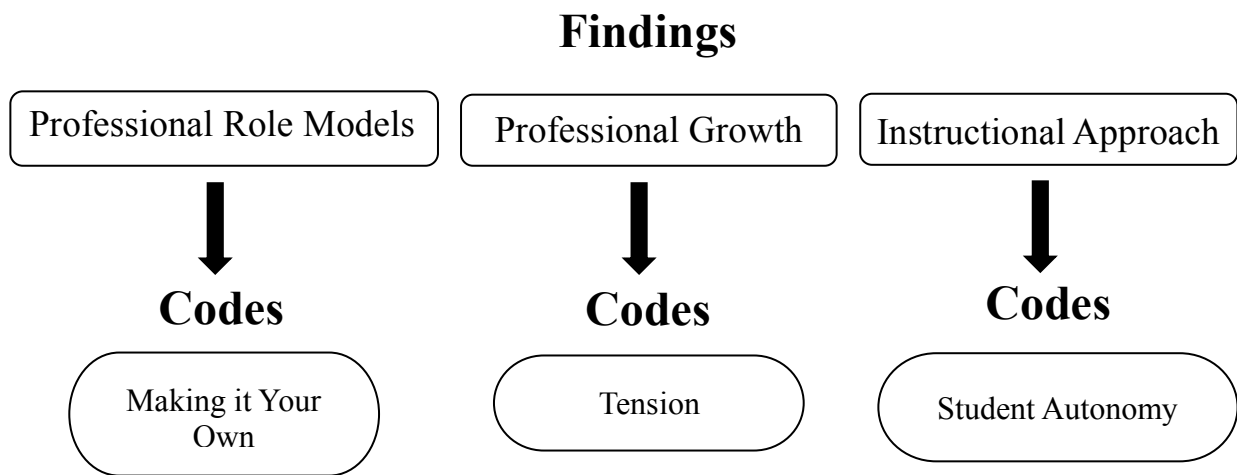 Findings
Professional Role Models
Professional Growth
Instructional Approach
Codes
Codes
Codes
Making it Your
Own
Tension
Student Autonomy